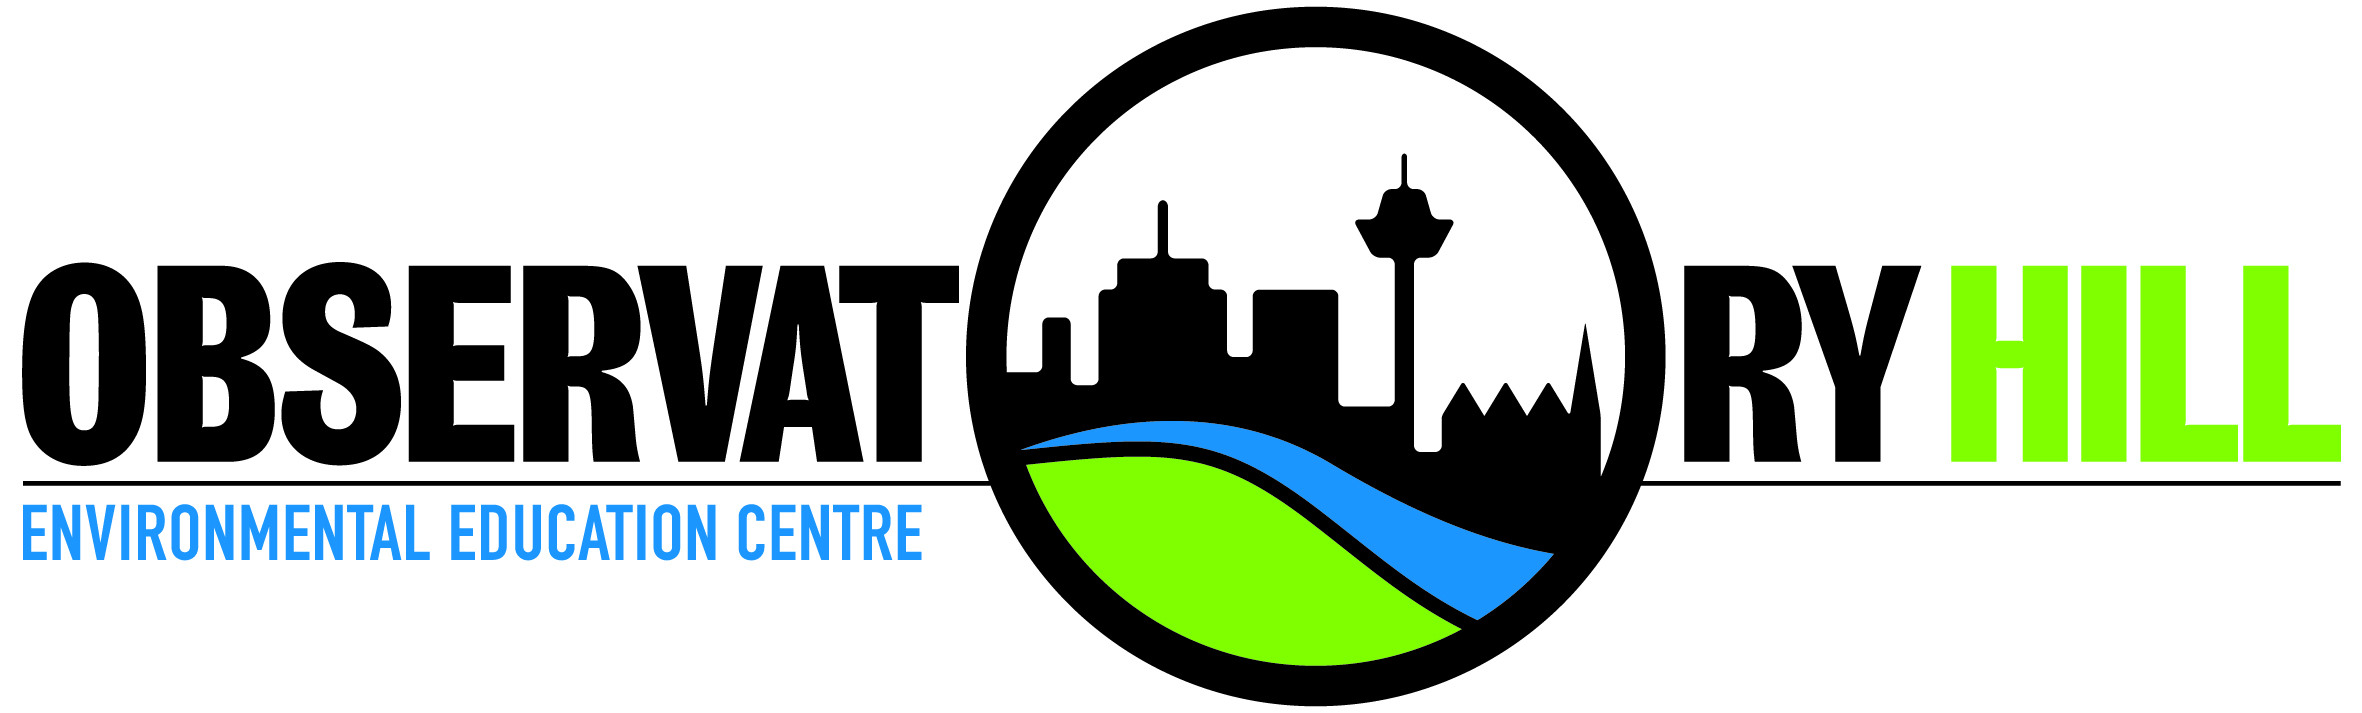 OBSERVATORY HILL
ENVIRONMENTAL EDUCATION CENTRE